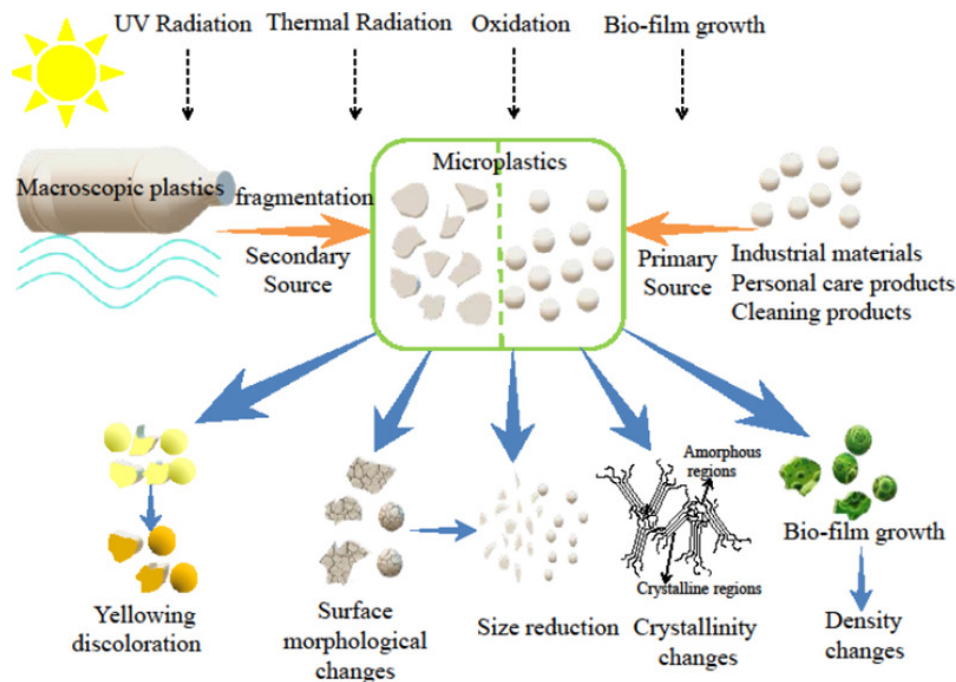 UV Radiation
Thermal Radiation
Oxidation
Bio-film growth
Macroscopic plastics
fragmentation
Secondary
Source
Microplastics
Primary
Source
Industrial materials
Personal care products
Cleaning products
Yellowing
discoloration
Surface
morphological
changes
Size reduction
Amorphous
regions
Crystalline regions
Crystallinity
changes
Bio-film growth
Density
changes